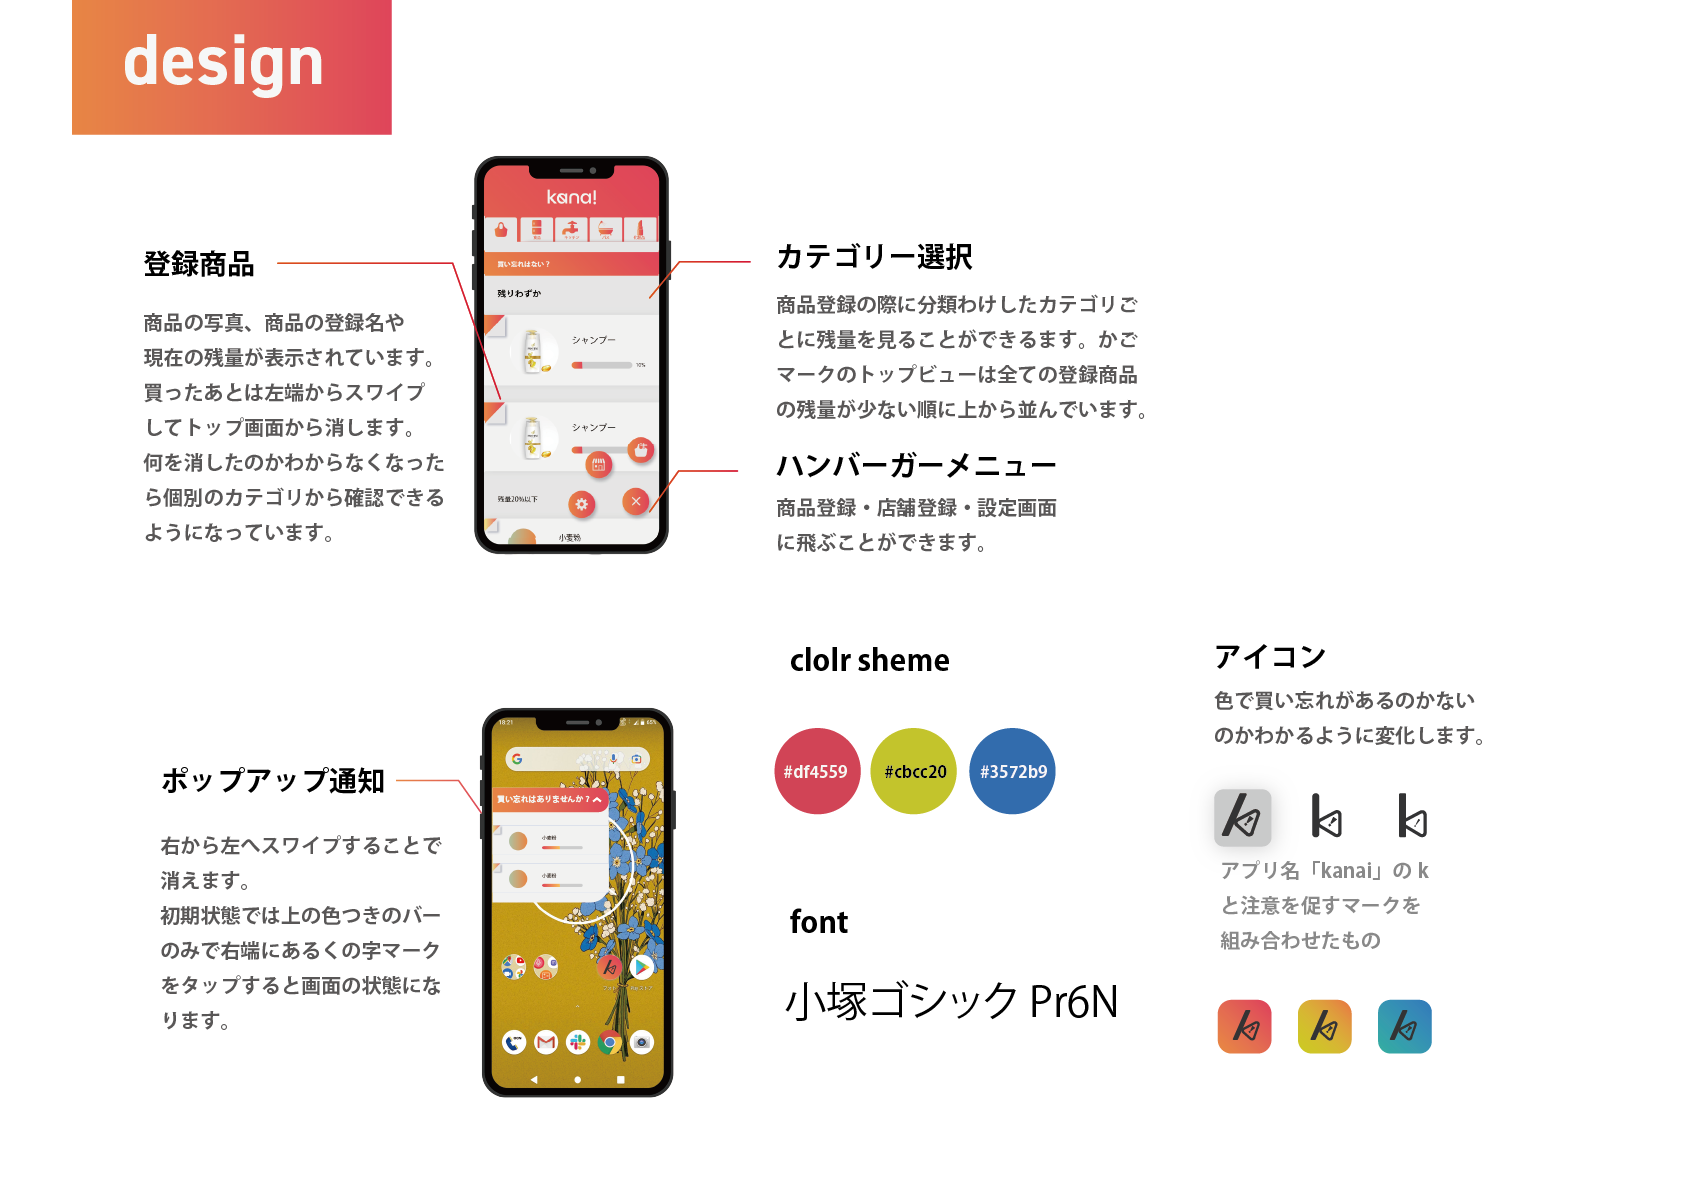 design
登録商品
商品の写真、商品の登録名や
現在の残量が表示されています。
買ったあとは左端からスワイプ
してトップ画面から消します。
何を消したのかわからなくなった
ら個別のカテゴリから確認できる
ようになっています。
kana!
買い忘れはない？
残りわずか
シャンプー
10%
シャンプー
残量20%以下
小麦粉
カテゴリー選択
商品登録の際に分類わけしたカテゴリご
とに残量を見ることができるます。かご
マークのトップビューは全ての登録商品
の残量が少ない順に上から並んでいます。
ハンバーガーメニュー
商品登録・店舗登録・設定画面
に飛ぶことができます。
ポップアップ通知
右から左へスワイプすることで
消えます。
初期状態では上の色つきのバー
のみで右端にあるくの字マーク
をタップすると画面の状態にな
ります。
18:21
65%
買い忘れはありませんか？
小麦粉
小麦粉
clolr sheme
#df4559
#cbcc20
#3572b9
font
小塚ゴシック Pr6N
アイコン
色で買い忘れがあるのかない
のかわかるように変化します。
アプリ名「kanai」の k
と注意を促すマークを
組み合わせたもの